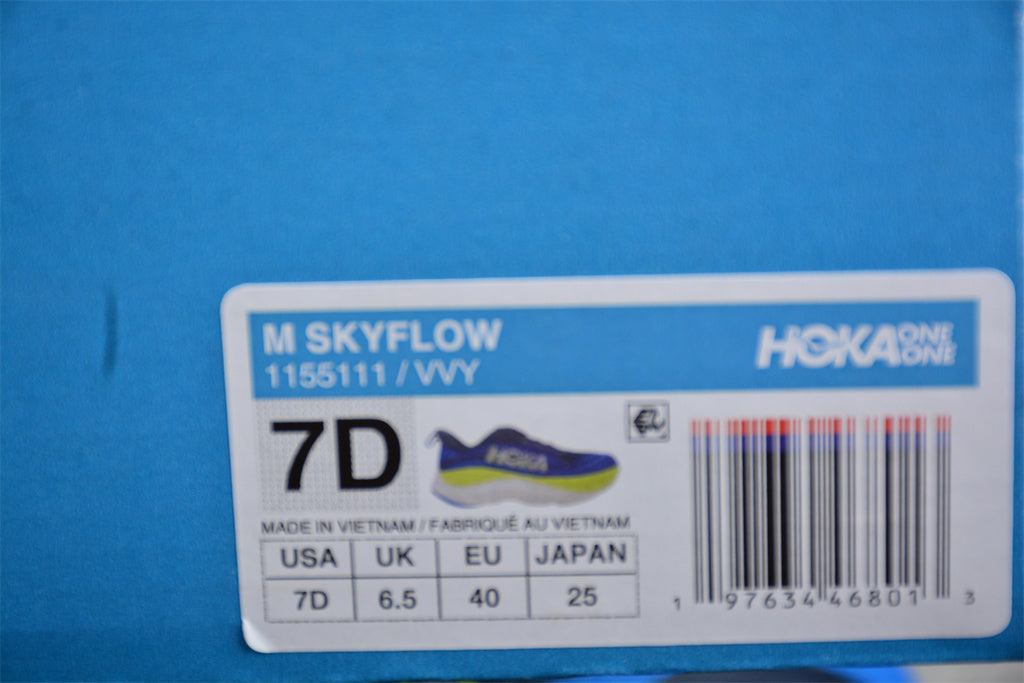 M SKYFLOW
1155111 / VVY
HOKA ONE ONE
7D
HOKA
MADE IN VIETNAM / FABRIQUÉ AU VIETNAM
USA UK EU JAPAN
7D 6.5 40 25
1 97634 46801 3